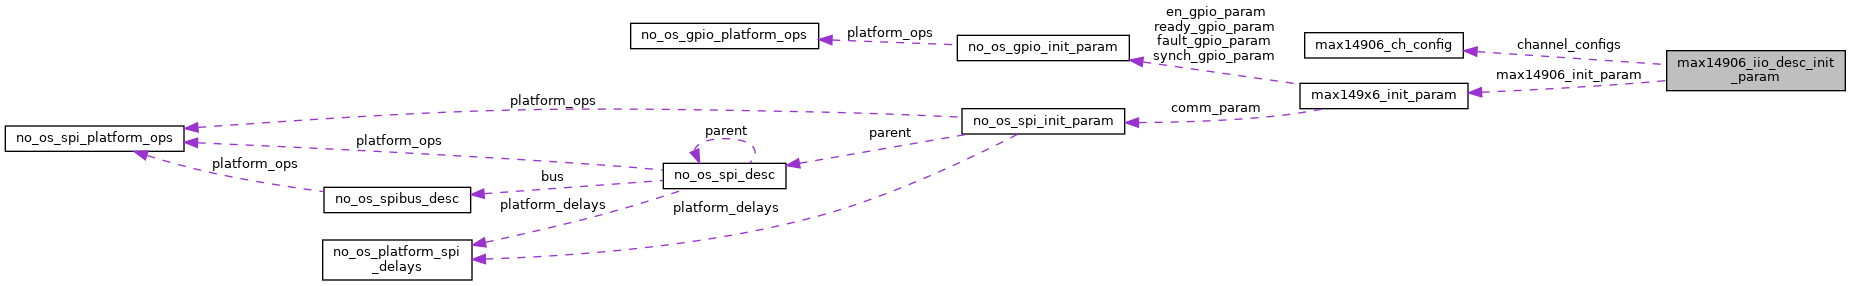 en_gpio_param
ready_gpio_param
fault_gpio_param
synch_gpio_param
no_os_gpio_platform_ops
platform_ops
no_os_gpio_init_param
max14906_ch_config
channel_configs
max14906_iio_desc_init
_param
max14906_init_param
max149x6_init_param
platform_ops
comm_param
no_os_spi_init_param
no_os_spi_platform_ops
platform_ops
parent
parent
platform_ops
bus
no_os_spi_desc
no_os_spibus_desc
platform_delays
platform_delays
no_os_platform_spi
_delays